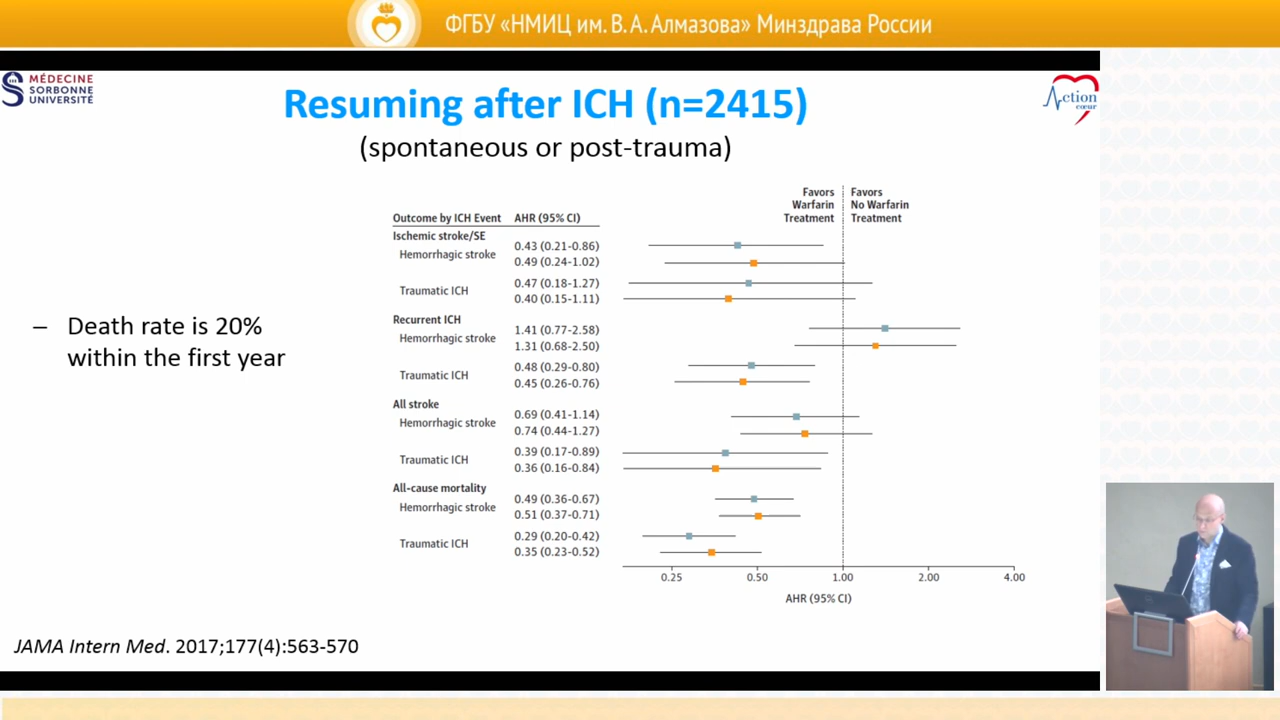 ФГБУ «НМИЦ им. В. А. Алмазова» Минздрава России
MÉDECINE
SORBONNE
UNIVERSITÉ
Action
cœur
Resuming after ICH (n=2415)
(spontaneous or post-trauma)
– Death rate is 20%
within the first year
Favors
Warfarin
Treatment
Favors
No Warfarin
Treatment
Outcome by ICH Event AHR (95% CI)
Ischemic stroke/SE
Hemorrhagic stroke
0.43 (0.21-0.86)
0.49 (0.24-1.02)
Traumatic ICH
0.47 (0.18-1.27)
0.40 (0.15-1.11)
Recurrent ICH
Hemorrhagic stroke
1.41 (0.77-2.58)
1.31 (0.68-2.50)
Traumatic ICH
0.48 (0.29-0.80)
0.45 (0.26-0.76)
All stroke
Hemorrhagic stroke
0.69 (0.41-1.14)
0.74 (0.44-1.27)
Traumatic ICH
0.39 (0.17-0.89)
0.36 (0.16-0.84)
All-cause mortality
Hemorrhagic stroke
0.49 (0.36-0.67)
0.51 (0.37-0.71)
Traumatic ICH
0.29 (0.20-0.42)
0.35 (0.23-0.52)
0.25 0.50 1.00 2.00 4.00
AHR (95% CI)
JAMA Intern Med. 2017;177(4):563-570